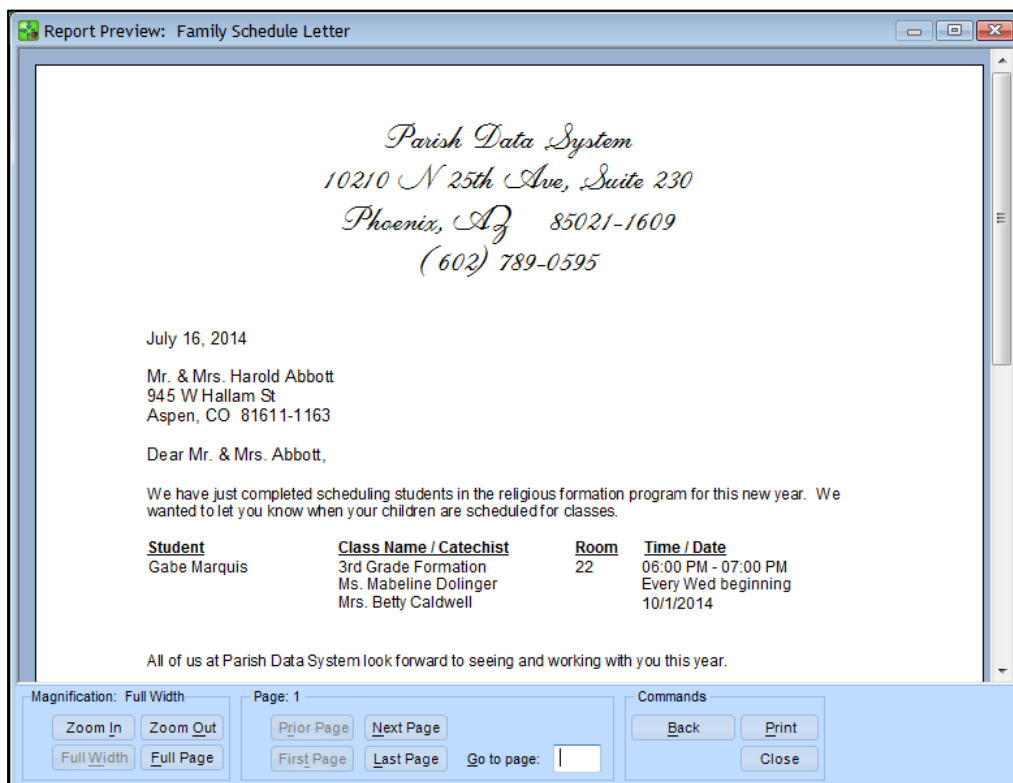 Report Preview:  Family Schedule Letter
Parish Data System
10210 N 25th Ave, Suite 230
Phoenix, AZ    85021-1609
(602) 789-0595
July 16, 2014
Mr. & Mrs. Harold Abbott
945 W Hallam St
Aspen, CO  81611-1163
Dear Mr. & Mrs. Abbott,
We have just completed scheduling students in the religious formation program for this new year.  We
wanted to let you know when your children are scheduled for classes.
Student    Class Name / Catechist    Room    Time / Date
Gabe Marquis    3rd Grade Formation    22    06:00 PM - 07:00 PM
Ms. Mabeline Dolinger    Every Wed beginning
Mrs. Betty Caldwell    10/1/2014
All of us at Parish Data System look forward to seeing and working with you this year.
Magnification:  Full Width    Page: 1    Commands
Zoom In    Zoom Out    Prior Page    Next Page    Back    Print
Full Width    Full Page    First Page    Last Page    Go to page:    Close